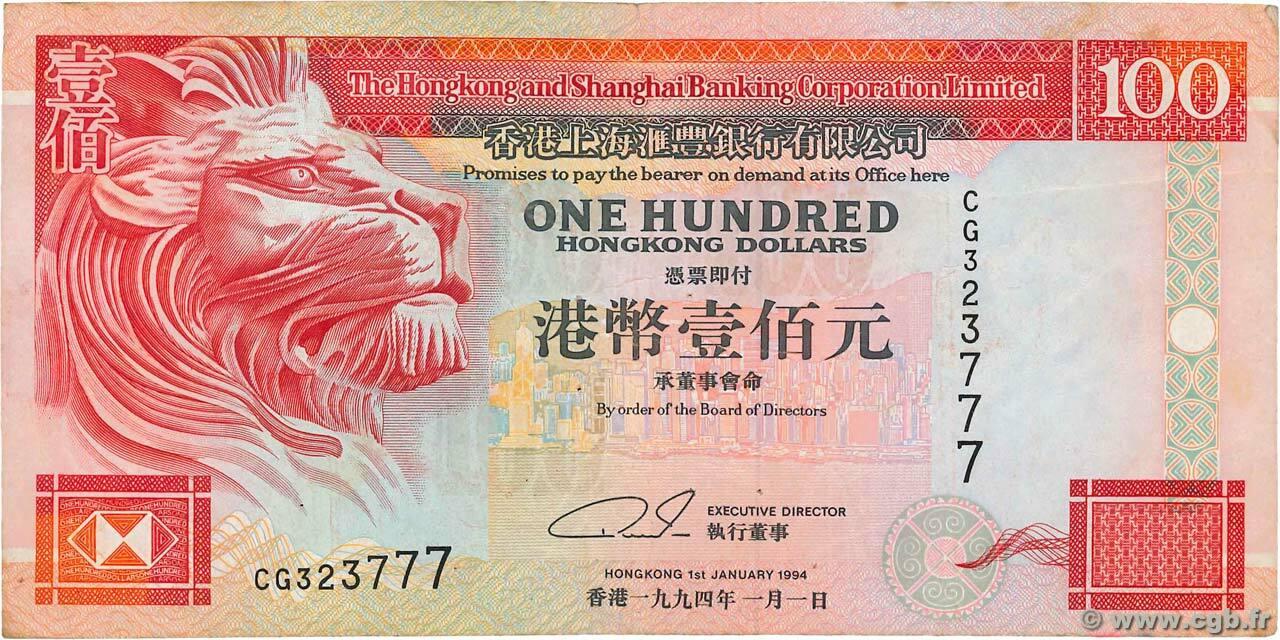 壹佰
The Hongkong and Shanghai Banking Corporation Limited
100
香港上海滙豐銀行有限公司
Promises to pay the bearer on demand at its Office here
ONE HUNDRED
HONGKONG DOLLARS
憑票即付
港幣壹佰元
承董事會命
By order of the Board of Directors
CG323777
EXECUTIVE DIRECTOR
執行董事
CG323777
HONGKONG 1st JANUARY 1994
香港一九九四年一月一日
www.cgb.fr